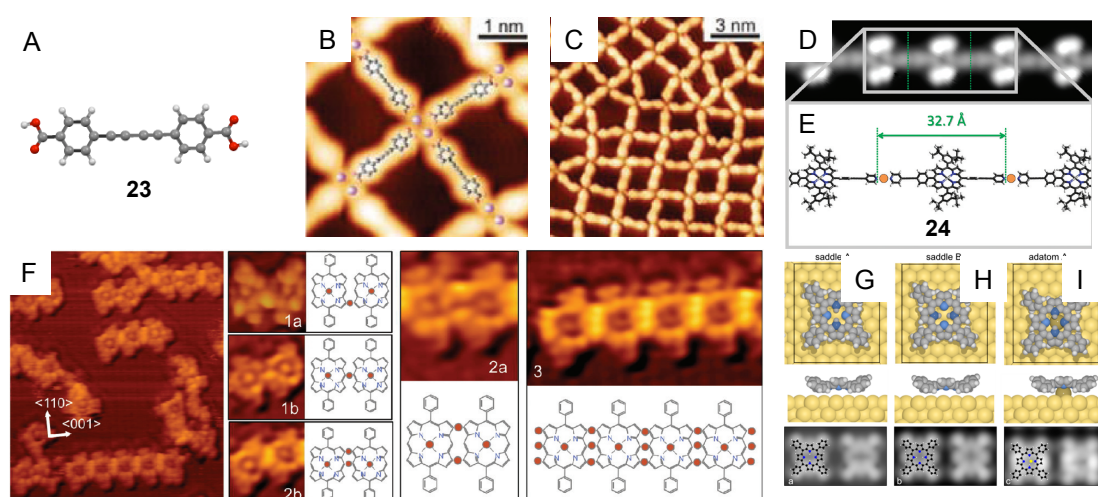 A
23
B
1 nm
C
3 nm
D
E
32.7 Å
24
F
<110>
<001>
1a
1b
2b
2a
3
saddle A
G
saddle B
H
adatom A
I
a
b
c